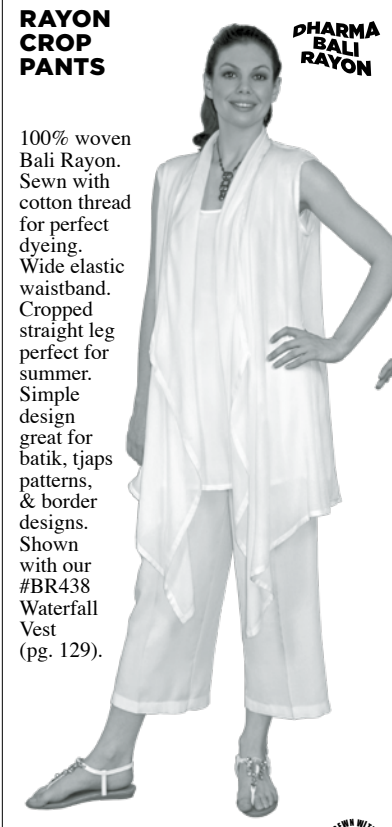 RAYON
CROP
PANTS
DHARMA
BALI
RAYON
100% woven
Bali Rayon.
Sewn with
cotton thread
for perfect
dyeing.
Wide elastic
waistband.
Cropped
straight leg
perfect for
summer.
Simple
design
great for
batik, tjaps
patterns,
& border
designs.
Shown
with our
#BR438
Waterfall
Vest
(pg. 129).